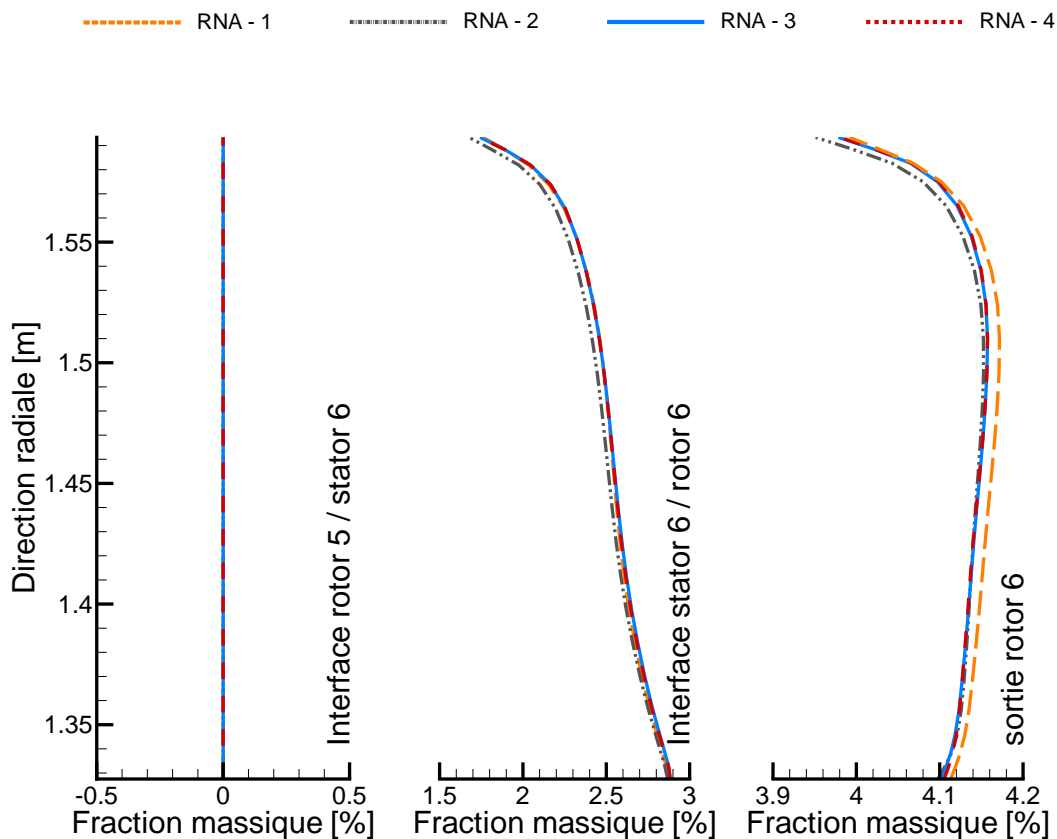 RNA - 1 RNA - 2 RNA - 3 RNA - 4
Direction radiale [m]
1.55
1.5
1.45
1.4
1.35
Interface rotor 5 / stator 6
Interface stator 6 / rotor 6
sortie rotor 6
-0.5 0 0.5
1.5 2 2.5 3
3.9 4 4.1 4.2
Fraction massique [%]
Fraction massique [%]
Fraction massique [%]